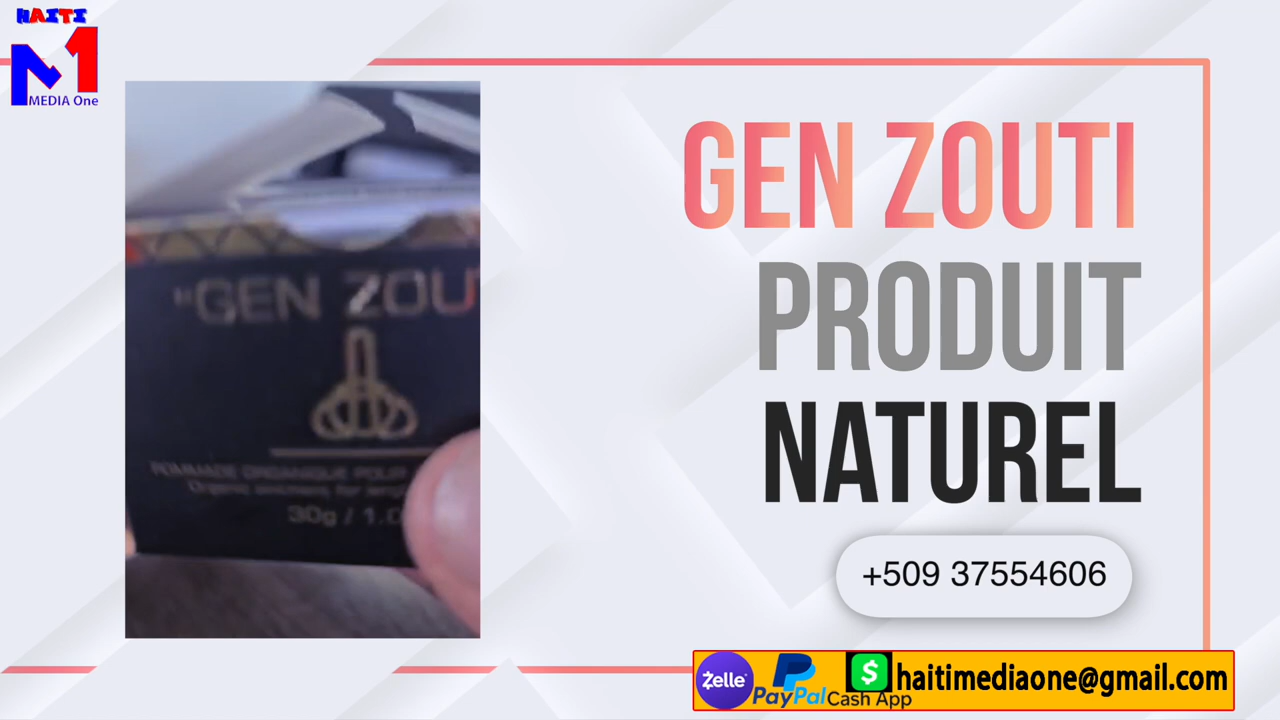 HAITI
M1
MEDIA One
GEN ZOUTI
PRODUIT
NATUREL
+509 37554606
"GEN ZOU
POMMADE ORGANIQUE POUR
Organic ointment for
30g / 1.0
Zelle
PayPal
$
Cash App
haitimediaone@gmail.com